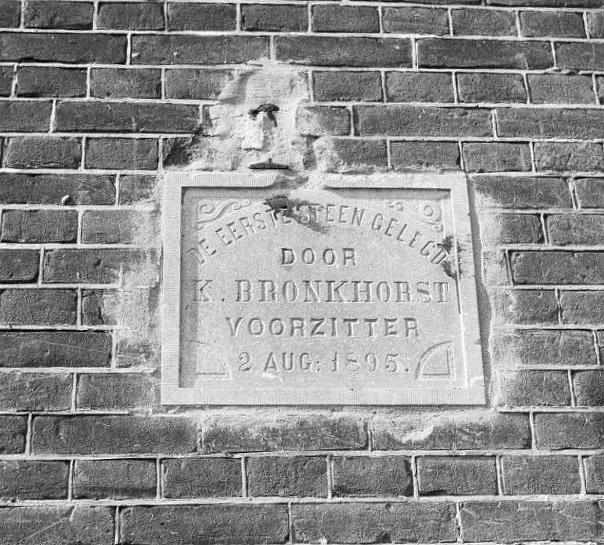 DE EERSTE STEEN GELEGD
DOOR
K. BRONKHORST
VOORZITTER
2 AUG: 1895.